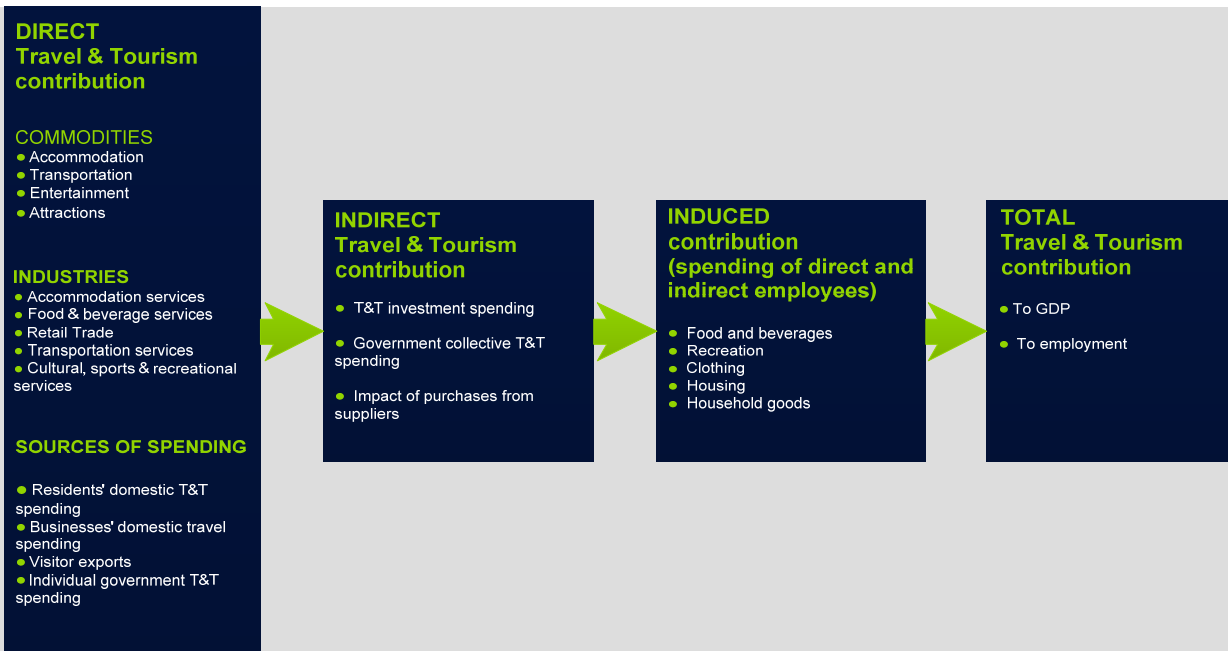 DIRECT
Travel & Tourism
contribution
COMMODITIES
• Accommodation
• Transportation
• Entertainment
• Attractions
INDUSTRIES
• Accommodation services
• Food & beverage services
• Retail Trade
• Transportation services
• Cultural, sports & recreational
services
SOURCES OF SPENDING
• Residents' domestic T&T
spending
• Businesses' domestic travel
spending
• Visitor exports
• Individual government T&T
spending
INDIRECT
Travel & Tourism
contribution
• T&T investment spending
• Government collective T&T
spending
• Impact of purchases from
suppliers
INDUCED
contribution
(spending of direct and
indirect employees)
• Food and beverages
• Recreation
• Clothing
• Housing
• Household goods
TOTAL
Travel & Tourism
contribution
• To GDP
• To employment